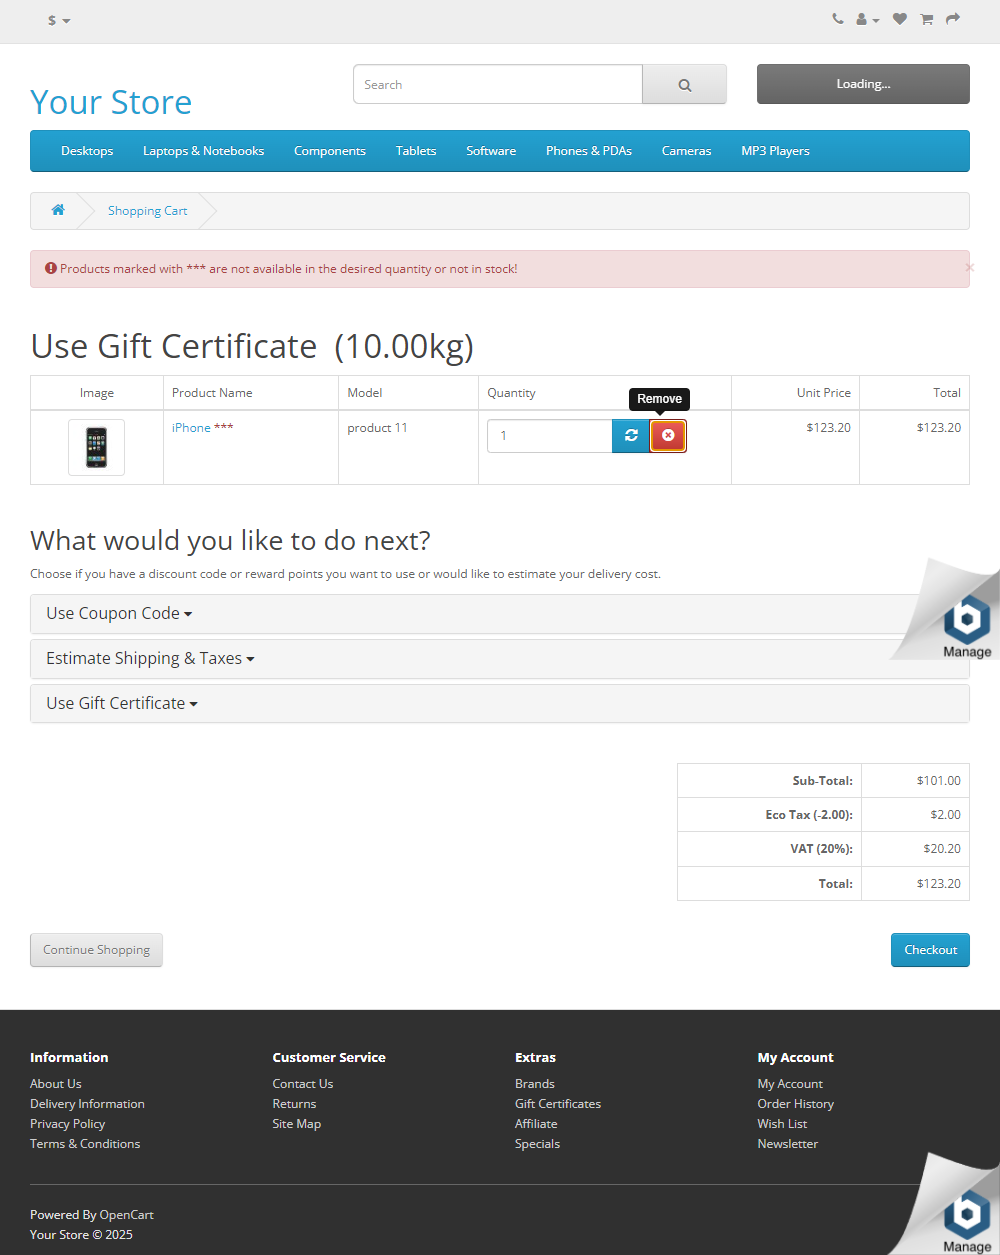 $
Search
Loading...
Your Store
Desktops Laptops & Notebooks Components Tablets Software Phones & PDAs Cameras MP3 Players
Shopping Cart
Products marked with *** are not available in the desired quantity or not in stock!
×
Use Gift Certificate (10.00kg)
Remove
Image Product Name Model Quantity Unit Price Total
iPhone *** product 11 1 $123.20 $123.20
What would you like to do next?
Choose if you have a discount code or reward points you want to use or would like to estimate your delivery cost.
Use Coupon Code
Manage
Estimate Shipping & Taxes
Use Gift Certificate
Sub-Total: $101.00
Eco Tax (-2.00): $2.00
VAT (20%): $20.20
Total: $123.20
Continue Shopping Checkout
Information Customer Service Extras My Account
About Us Contact Us Brands My Account
Delivery Information Returns Gift Certificates Order History
Privacy Policy Site Map Affiliate Wish List
Terms & Conditions Specials Newsletter
Powered By OpenCart
Your Store © 2025
Manage